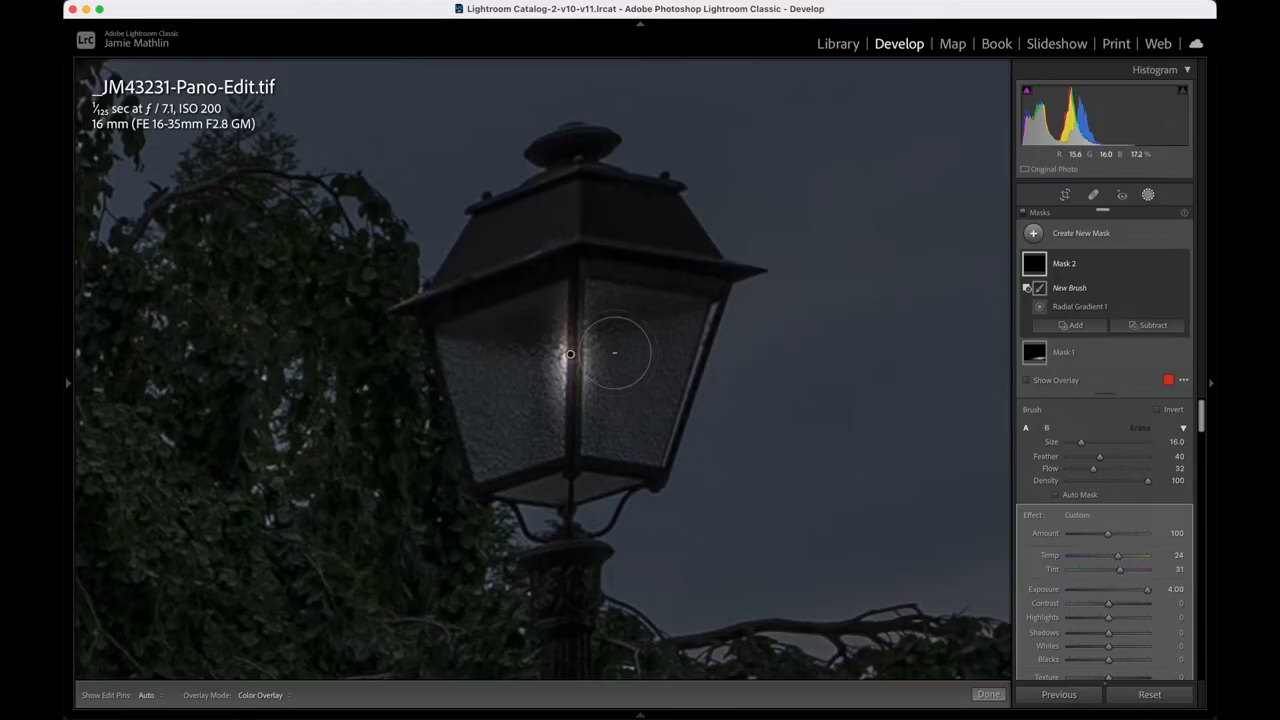 Lightroom Catalog-2-v10-v11.lrcat - Adobe Photoshop Lightroom Classic - Develop
LrC
Adobe Lightroom Classic
Jamie Mathlin
Library | Develop | Map | Book | Slideshow | Print | Web
_JM43231-Pano-Edit.tif
1/125 sec at ƒ / 7.1, ISO 200
16 mm (FE 16-35mm F2.8 GM)
Histogram
R 15.6 G 16.0 B 17.2 %
Original Photo
Masks
Create New Mask
Mask 2
New Brush
Radial Gradient 1
Add Subtract
Mask 1
Show Overlay
Brush Invert
A B Erase
Size 16.0
Feather 40
Flow 32
Density 100
Auto Mask
Effect : Custom
Amount 100
Temp 24
Tint 31
Exposure 4.00
Contrast 0
Highlights 0
Shadows 0
Whites 0
Blacks 0
Texture
Show Edit Pins: Auto Overlay Mode: Color Overlay Done
Previous Reset